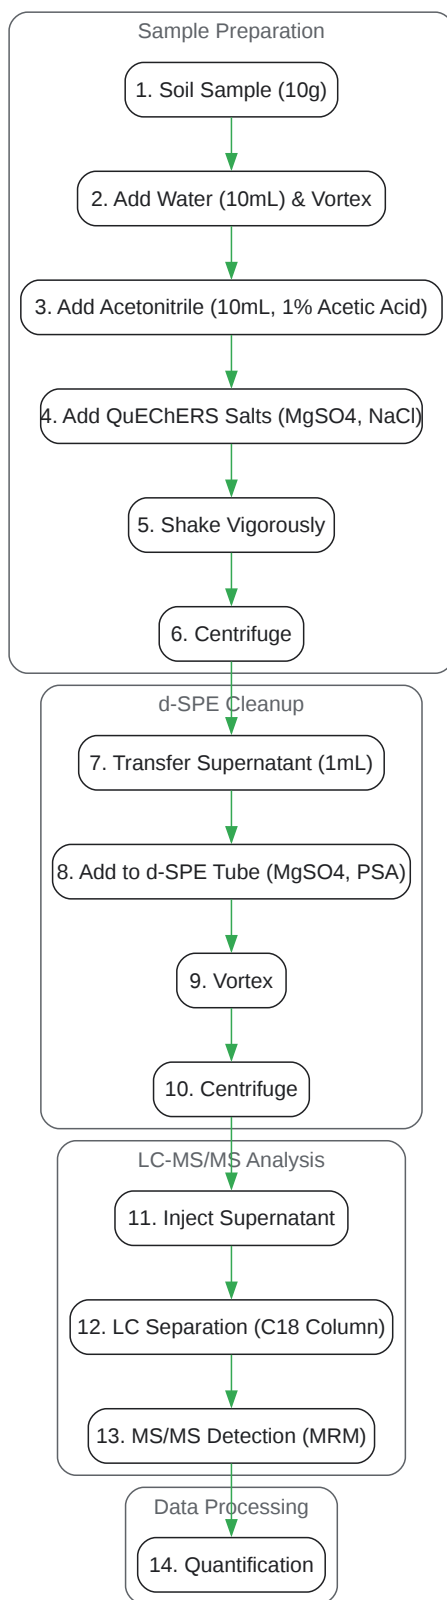 Sample Preparation
1. Soil Sample (10g)
2. Add Water (10mL) & Vortex
3. Add Acetonitrile (10mL, 1% Acetic Acid)
4. Add QuEChERS Salts (MgSO4, NaCl)
5. Shake Vigorously
6. Centrifuge
d-SPE Cleanup
7. Transfer Supernatant (1mL)
8. Add to d-SPE Tube (MgSO4, PSA)
9. Vortex
10. Centrifuge
LC-MS/MS Analysis
11. Inject Supernatant
12. LC Separation (C18 Column)
13. MS/MS Detection (MRM)
Data Processing
14. Quantification